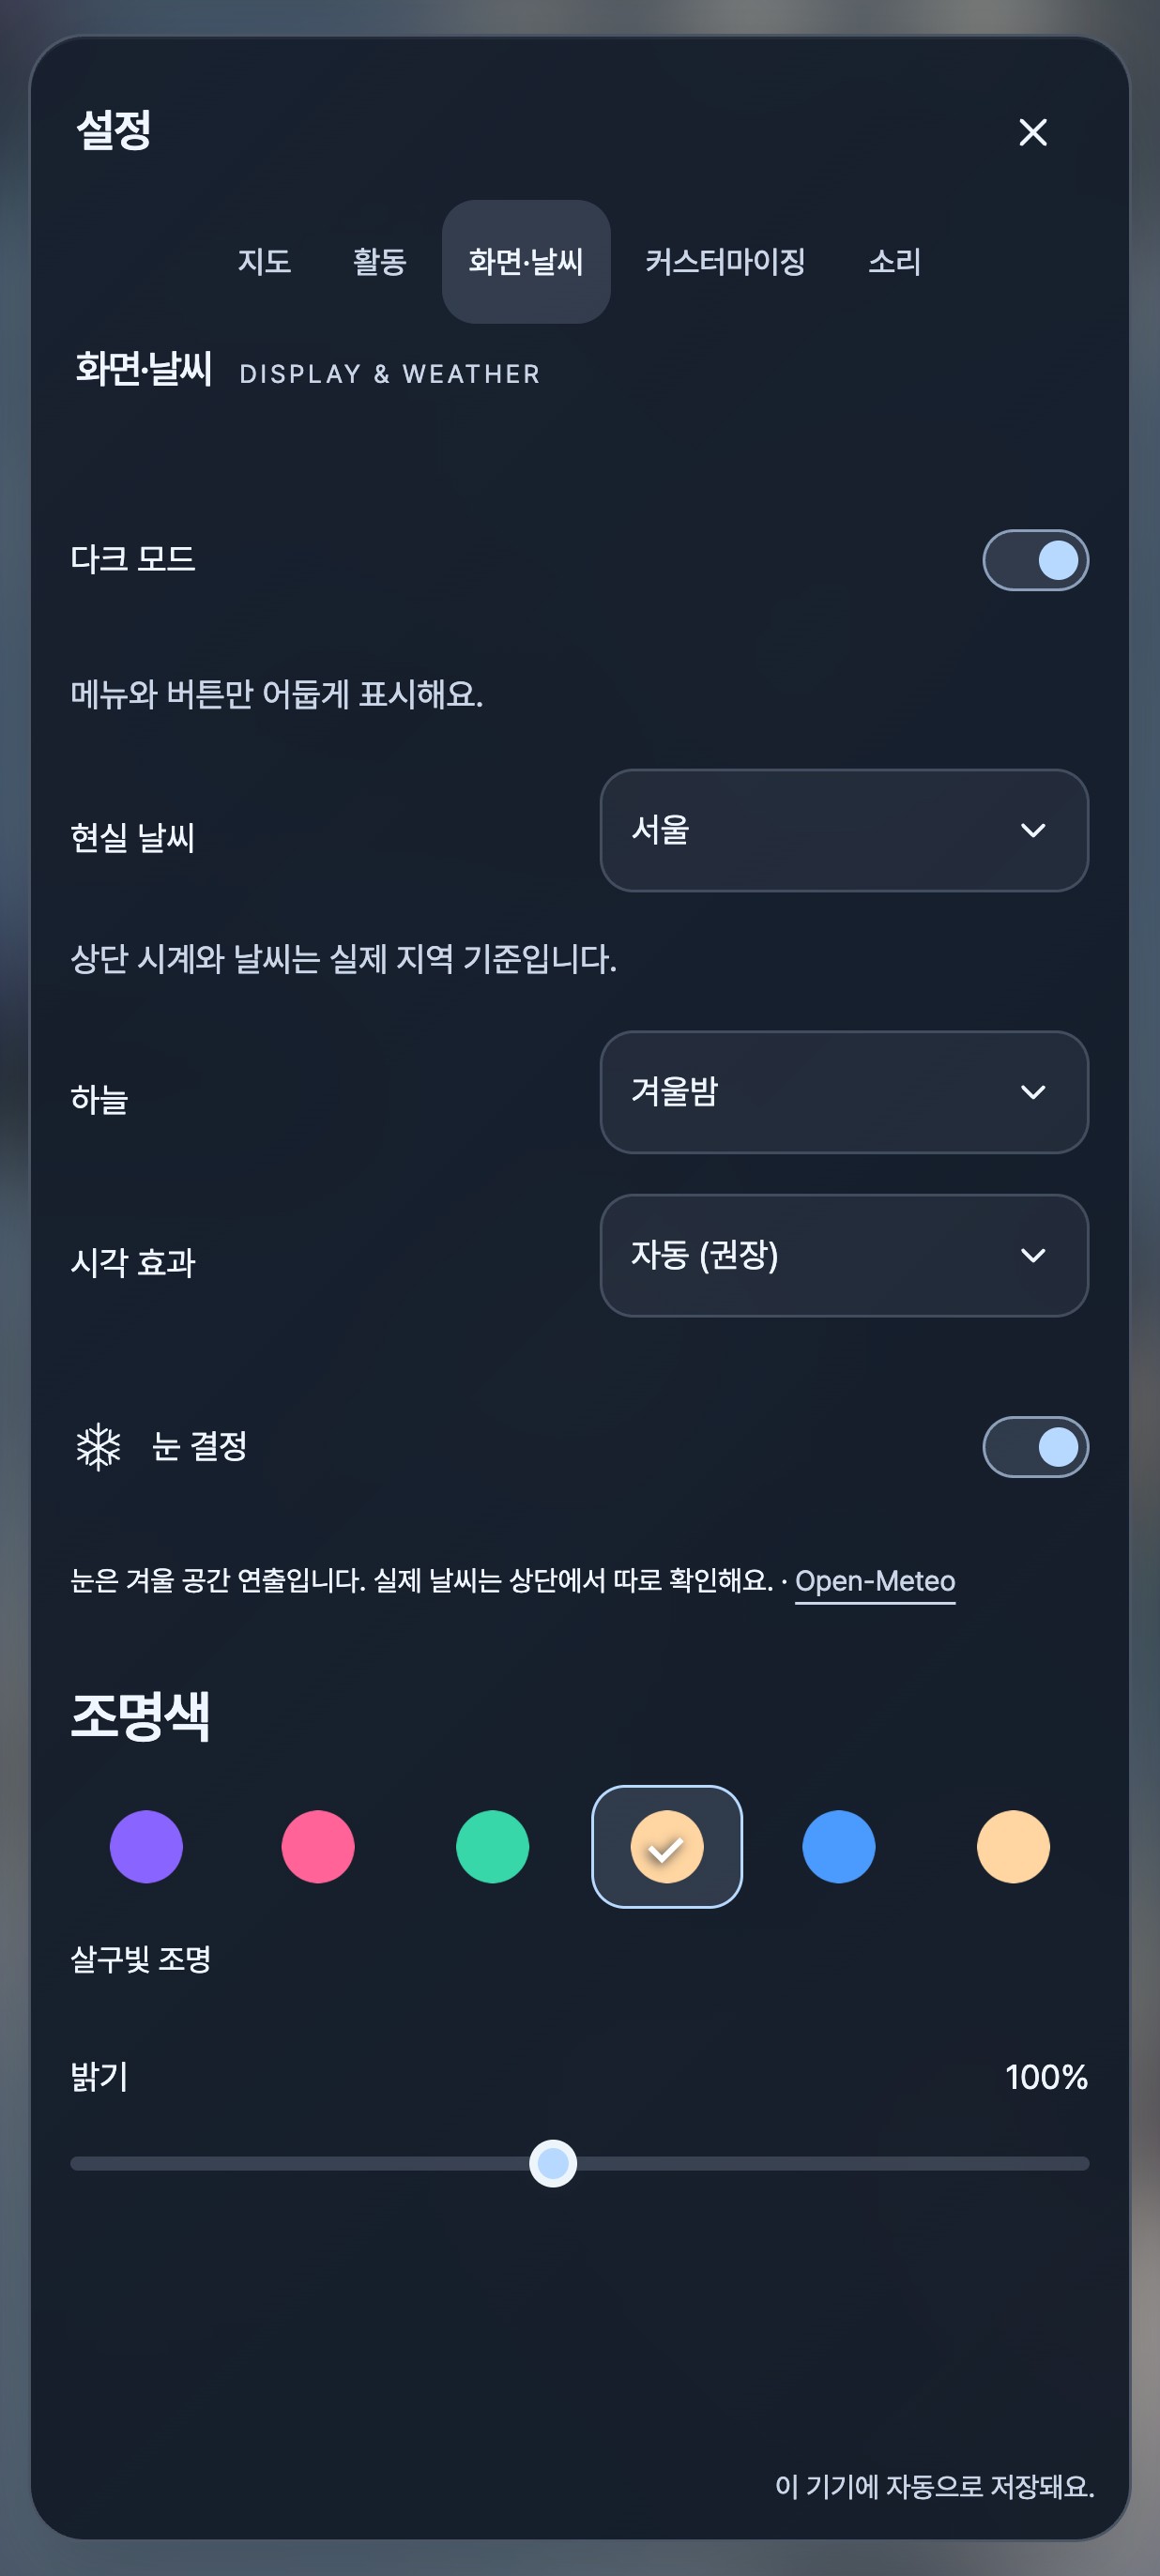 설정
지도 활동 화면·날씨 커스터마이징 소리
화면·날씨 DISPLAY & WEATHER
다크 모드
메뉴와 버튼만 어둡게 표시해요.
현실 날씨 서울
상단 시계와 날씨는 실제 지역 기준입니다.
하늘 겨울밤
시각 효과 자동 (권장)
눈 결정
눈은 겨울 공간 연출입니다. 실제 날씨는 상단에서 따로 확인해요. · Open-Meteo
조명색
살구빛 조명
밝기 100%
이 기기에 자동으로 저장돼요.